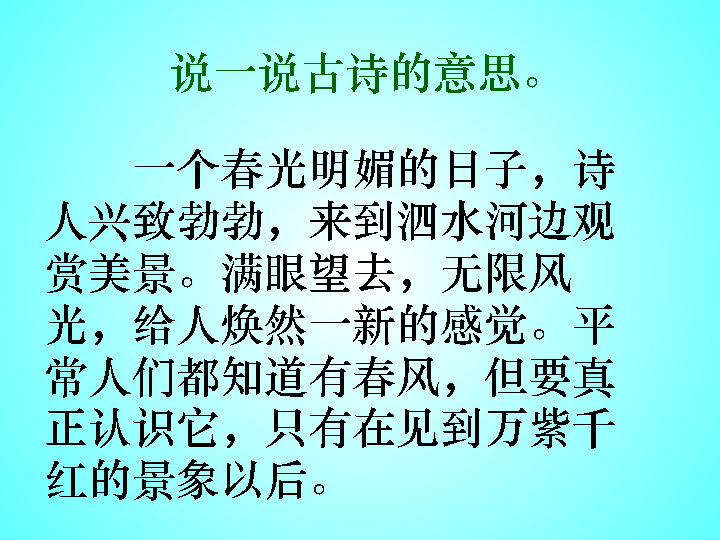 说一说古诗的意思。
一个春光明媚的日子，诗
人兴致勃勃，来到泗水河边观
赏美景。满眼望去，无限风
光，给人焕然一新的感觉。平
常人们都知道有春风，但要真
正认识它，只有在见到万紫千
红的景象以后。